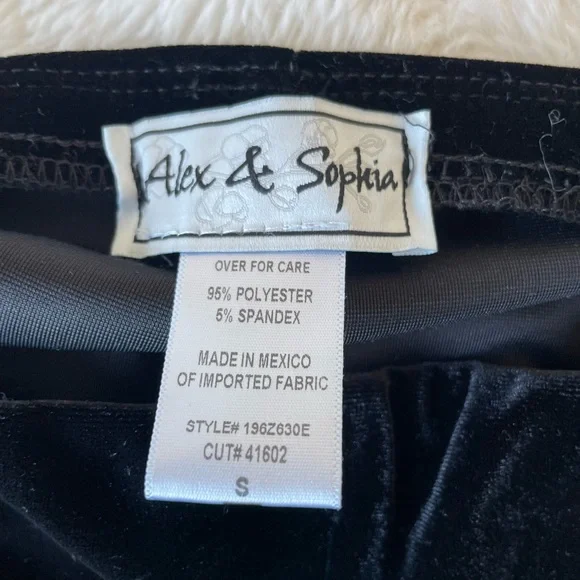 Alex & Sophia
OVER FOR CARE
95% POLYESTER
5% SPANDEX
MADE IN MEXICO
OF IMPORTED FABRIC
STYLE# 196Z630E
CUT# 41602
S